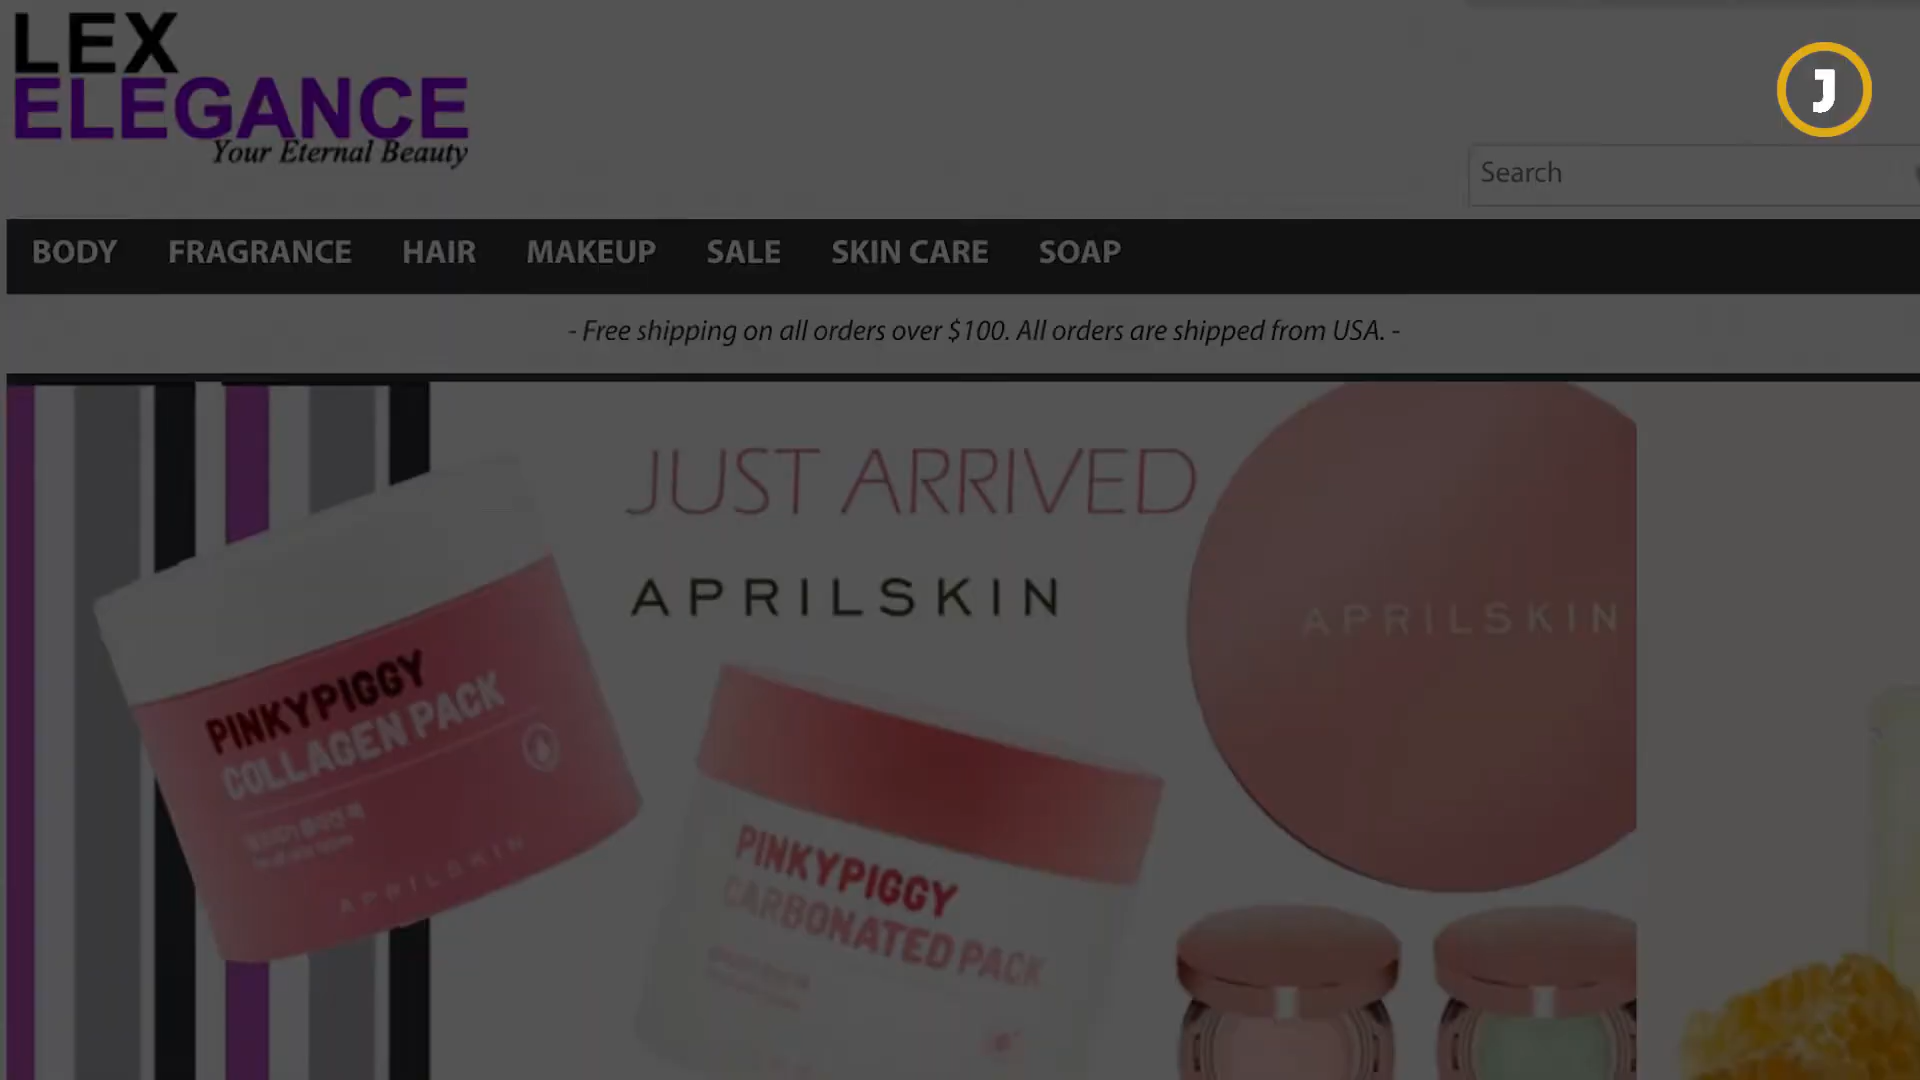 LEX
ELEGANCE
Your Eternal Beauty
J
Search
BODY FRAGRANCE HAIR MAKEUP SALE SKIN CARE SOAP
- Free shipping on all orders over $100. All orders are shipped from USA. -
JUST ARRIVED
APRILSKIN
APRILSKIN
PINKYPIGGY
COLLAGEN PACK
APRILSKIN
PINKYPIGGY
CARBONATED PACK